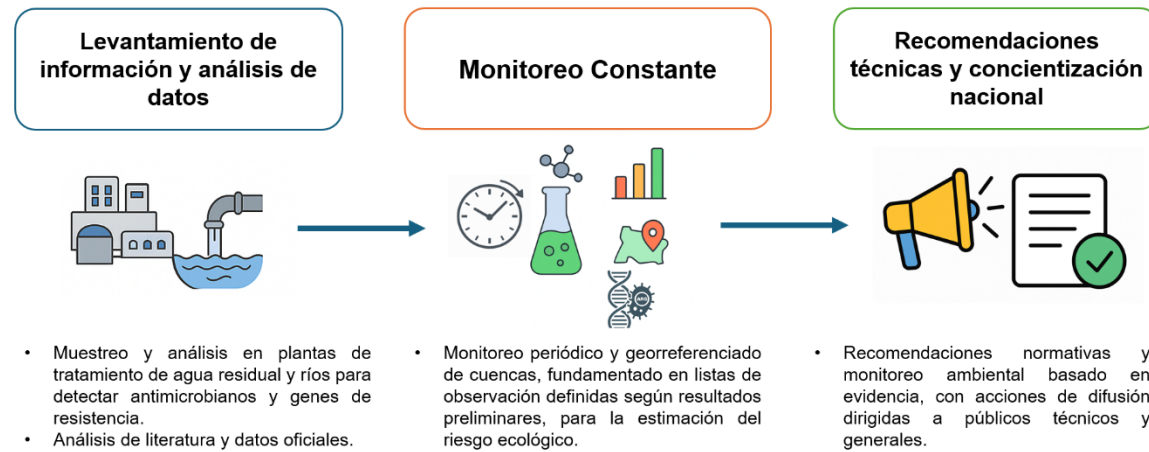 Levantamiento de
información y análisis de
datos
Monitoreo Constante
Recomendaciones
técnicas y concientización
nacional
• Muestreo y análisis en plantas de
tratamiento de agua residual y ríos para
detectar antimicrobianos y genes de
resistencia.
• Análisis de literatura y datos oficiales.
• Monitoreo periódico y georreferenciado
de cuencas, fundamentado en listas de
observación definidas según resultados
preliminares, para la estimación del
riesgo ecológico.
• Recomendaciones normativas y
monitoreo ambiental basado en
evidencia, con acciones de difusión
dirigidas a públicos técnicos y
generales.